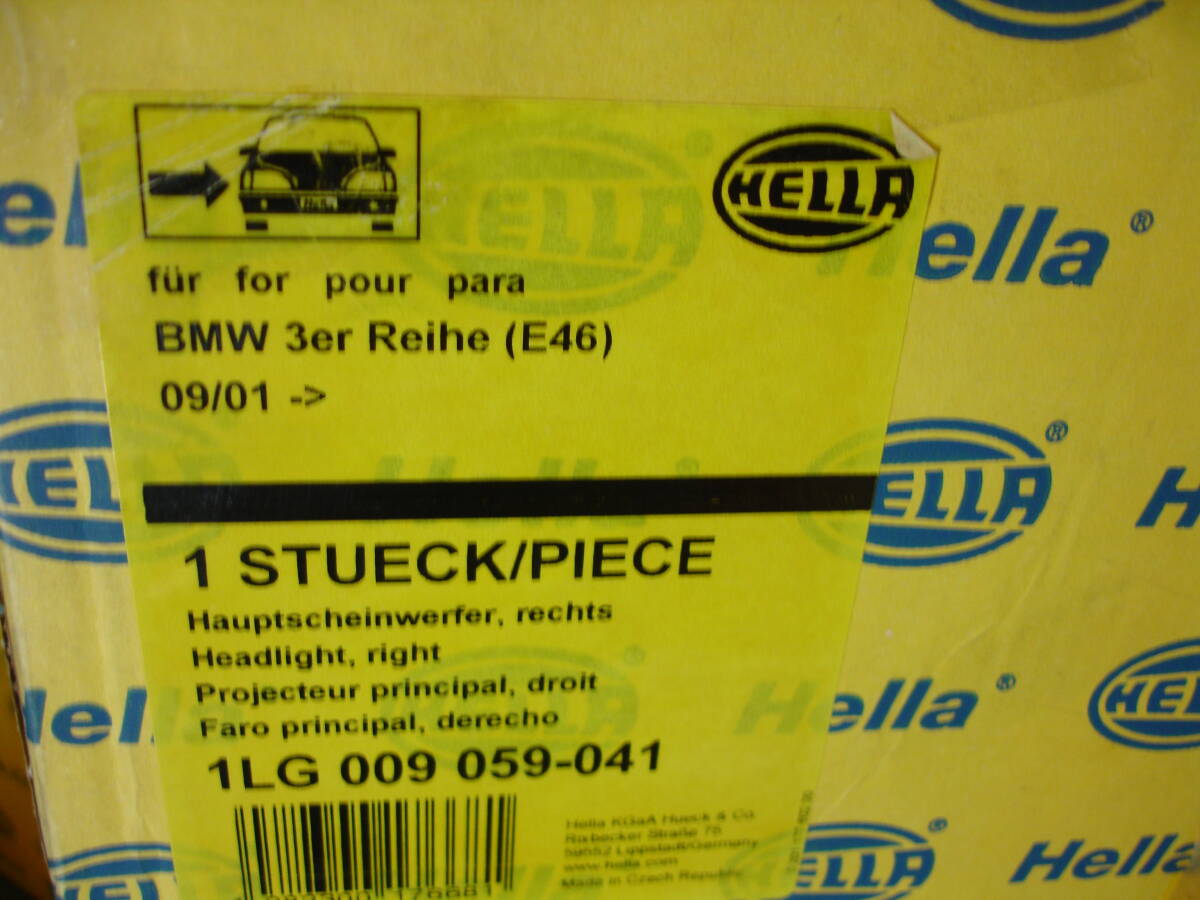 HELLA
Hella ®
für for pour para
BMW 3er Reihe (E46)
09/01 ->
HELLA ®
1 STUECK/PIECE
Hauptscheinwerfer, rechts
Headlight, right
Projecteur principal, droit
Faro principal, derecho
1LG 009 059-041
Hella ®
HELLA
Hella KGaA Hueck & Co.
Rixbecker Straße 75
59552 Lippstadt/Germany
www.hella.com
Made in Czech Republic
HELLA ®
Hella